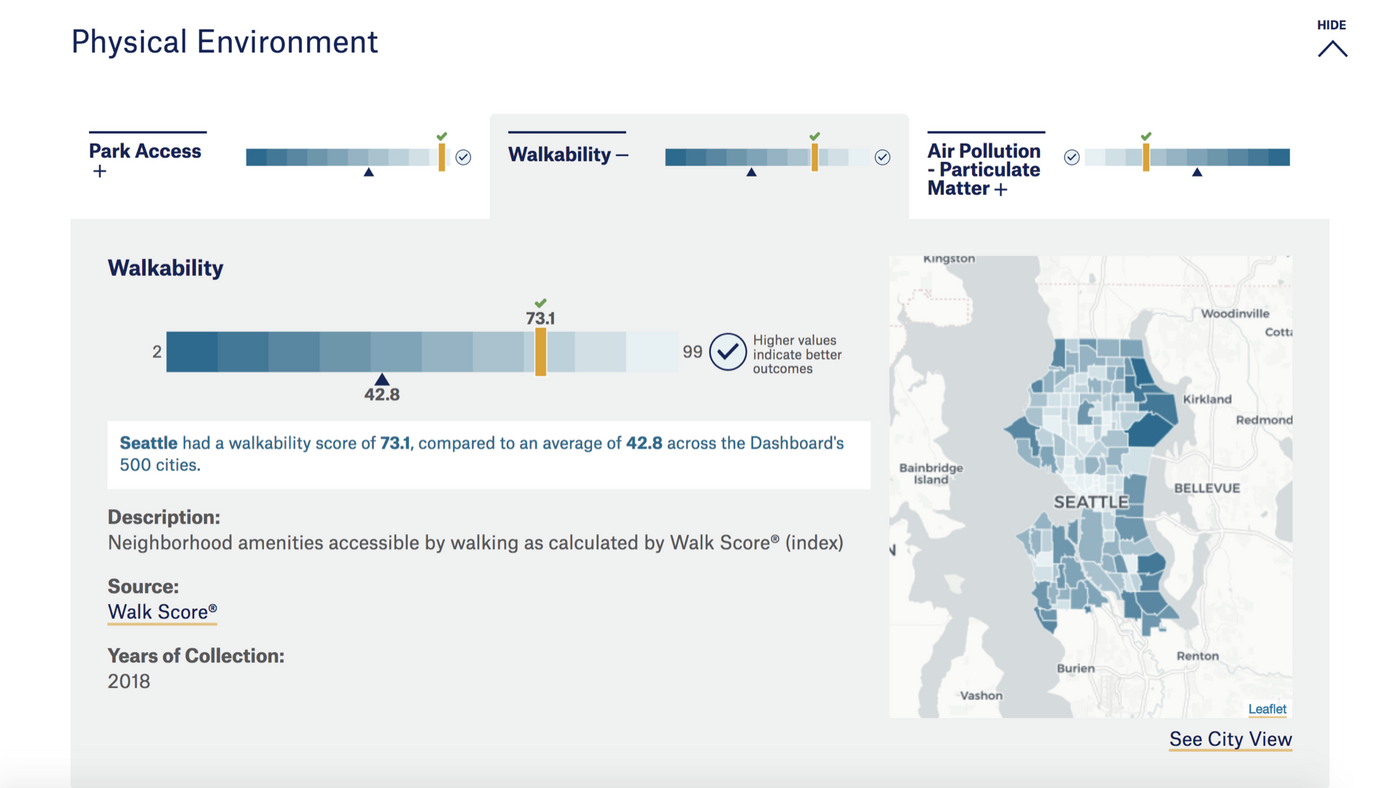 Physical Environment
HIDE
Park Access
+
Walkability –
Air Pollution
- Particulate
Matter +
Walkability
73.1
2
99
Higher values
indicate better
outcomes
42.8
Seattle had a walkability score of 73.1, compared to an average of 42.8 across the Dashboard's
500 cities.
Description:
Neighborhood amenities accessible by walking as calculated by Walk Score® (index)
Source:
Walk Score®
Years of Collection:
2018
Kingston
Woodinville
Cotta
Kirkland
Redmond
Bainbridge
Island
BELLEVUE
SEATTLE
N
Renton
Burien
Vashon
Leaflet
See City View